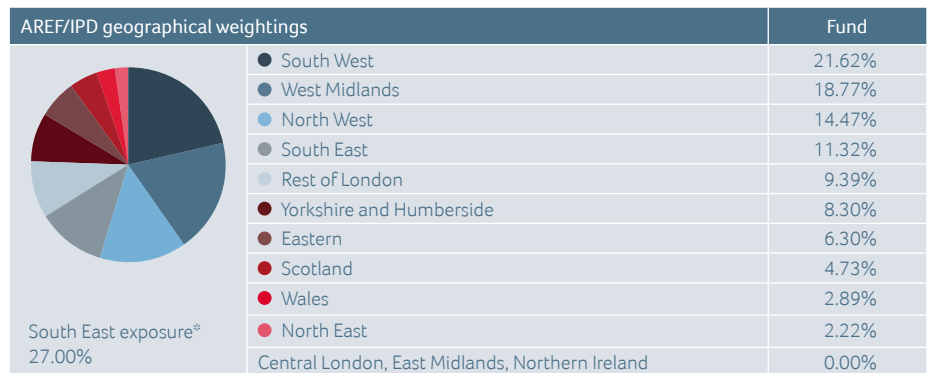 AREF/IPD geographical weightings Fund
South West 21.62%
West Midlands 18.77%
North West 14.47%
South East 11.32%
Rest of London 9.39%
Yorkshire and Humberside 8.30%
Eastern 6.30%
Scotland 4.73%
Wales 2.89%
North East 2.22%
Central London, East Midlands, Northern Ireland 0.00%
South East exposure*
27.00%